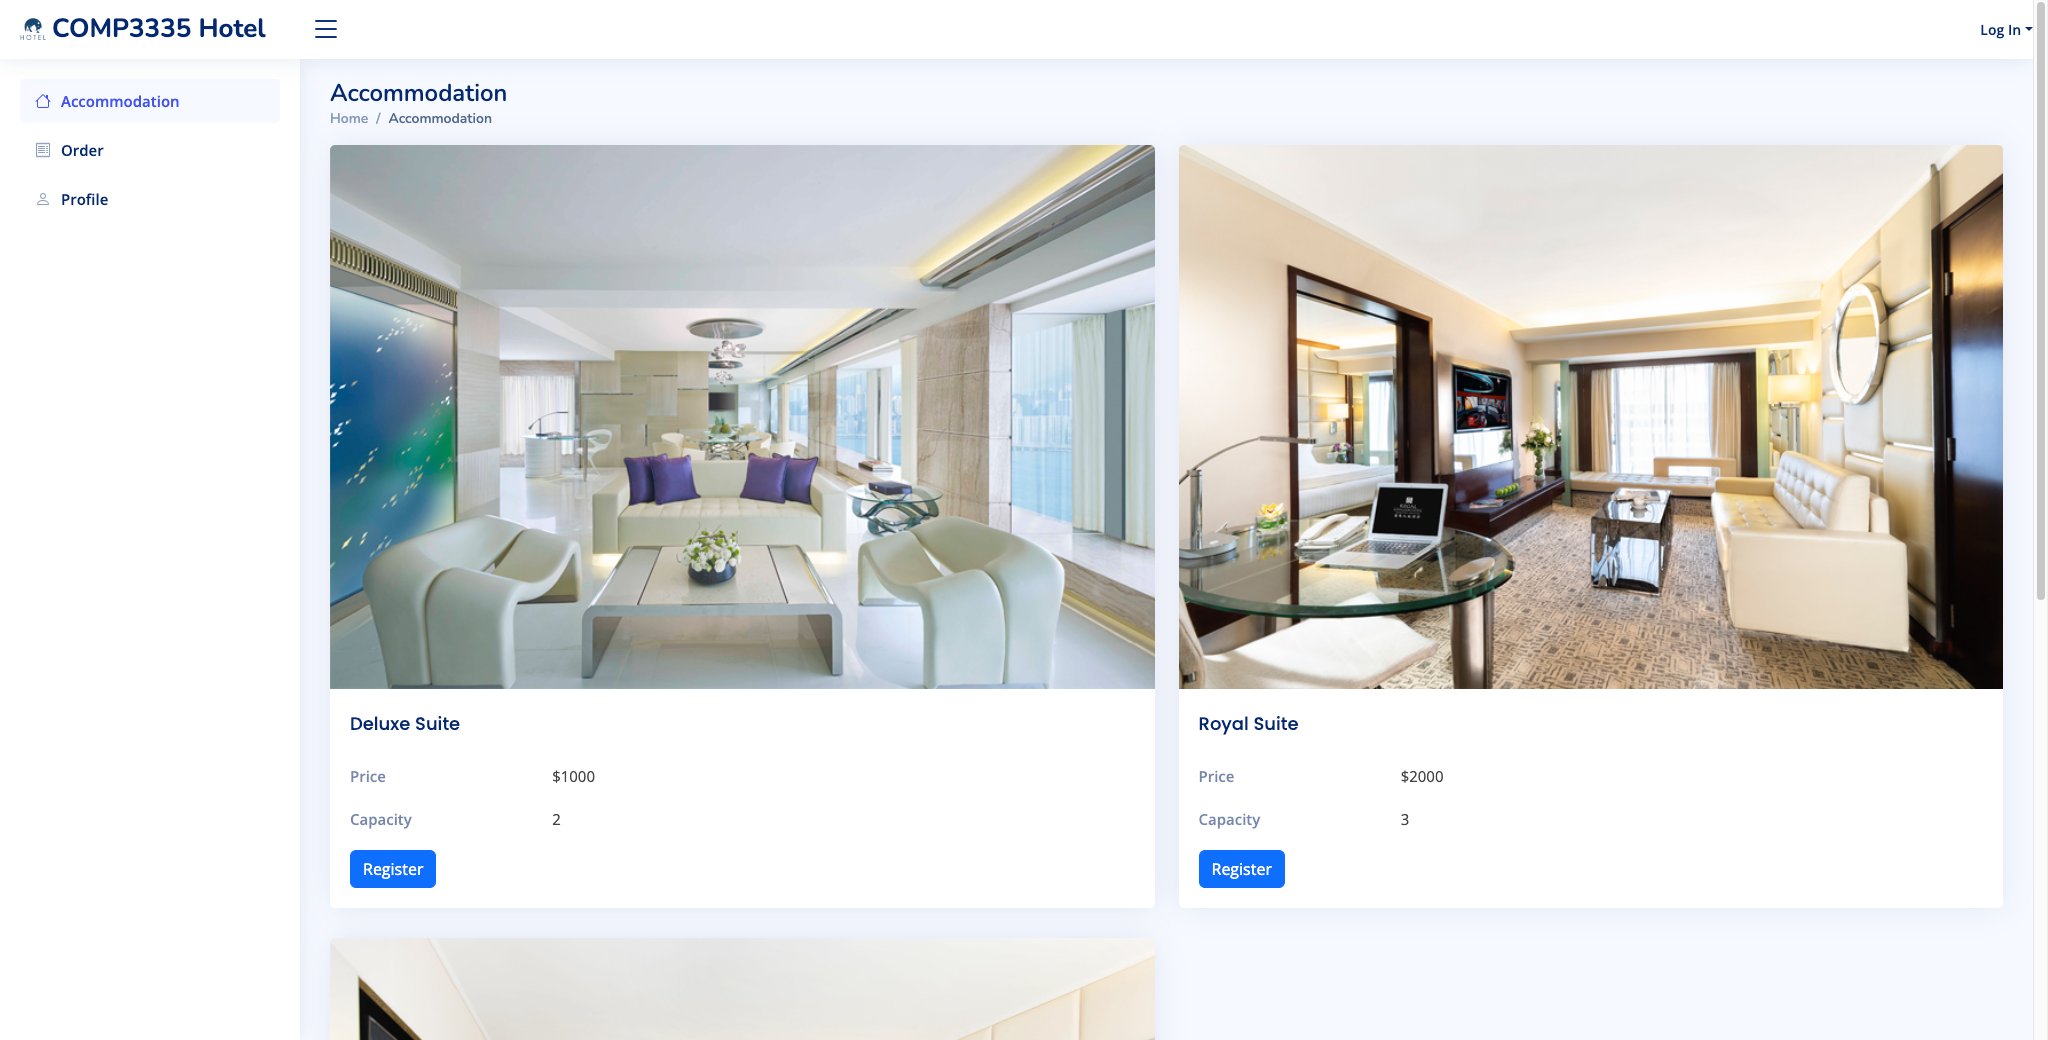 HOTEL
COMP3335 Hotel
Log In
Accommodation
Order
Profile
Accommodation
Home / Accommodation
Deluxe Suite
Price $1000
Capacity 2
Register
Royal Suite
Price $2000
Capacity 3
Register